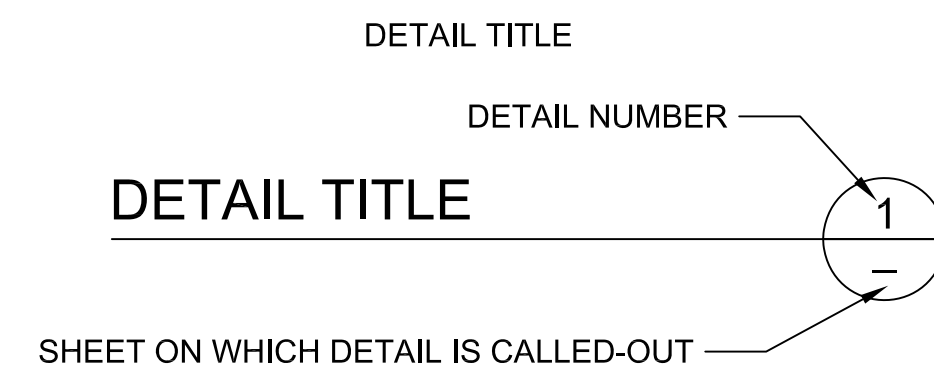 DETAIL TITLE
DETAIL NUMBER
DETAIL TITLE
1
–
SHEET ON WHICH DETAIL IS CALLED-OUT